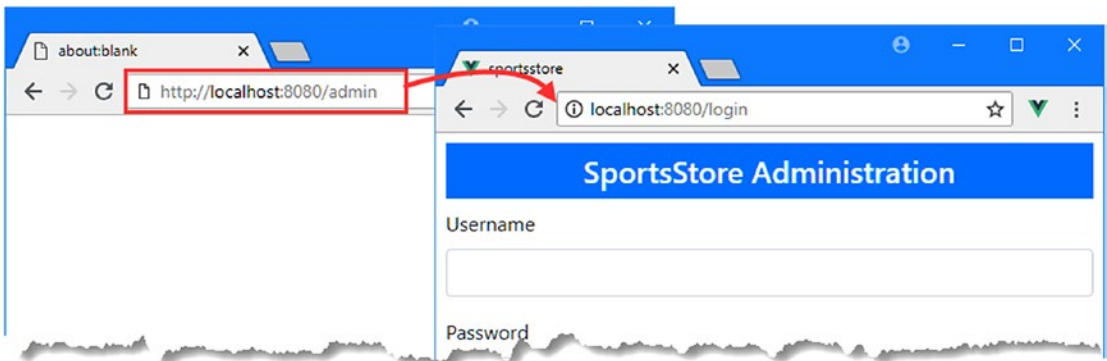 about:blank
http://localhost:8080/admin
sportsstore
localhost:8080/login
SportsStore Administration
Username
Password